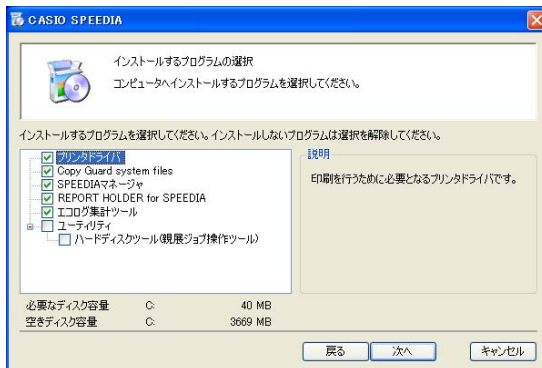 CASIO SPEEDIA
インストールするプログラムの選択
コンピュータへインストールするプログラムを選択してください。
インストールするプログラムを選択してください。インストールしないプログラムは選択を解除してください。
プリンタドライバ
Copy Guard system files
SPEEDIAマネージャ
REPORT HOLDER for SPEEDIA
エコログ集計ツール
ユーティリティ
ハードディスクツール(親展ジョブ操作ツール)
説明
印刷を行うために必要となるプリンタドライバです。
必要なディスク容量 C: 40 MB
空きディスク容量 C: 3669 MB
戻る 次へ キャンセル